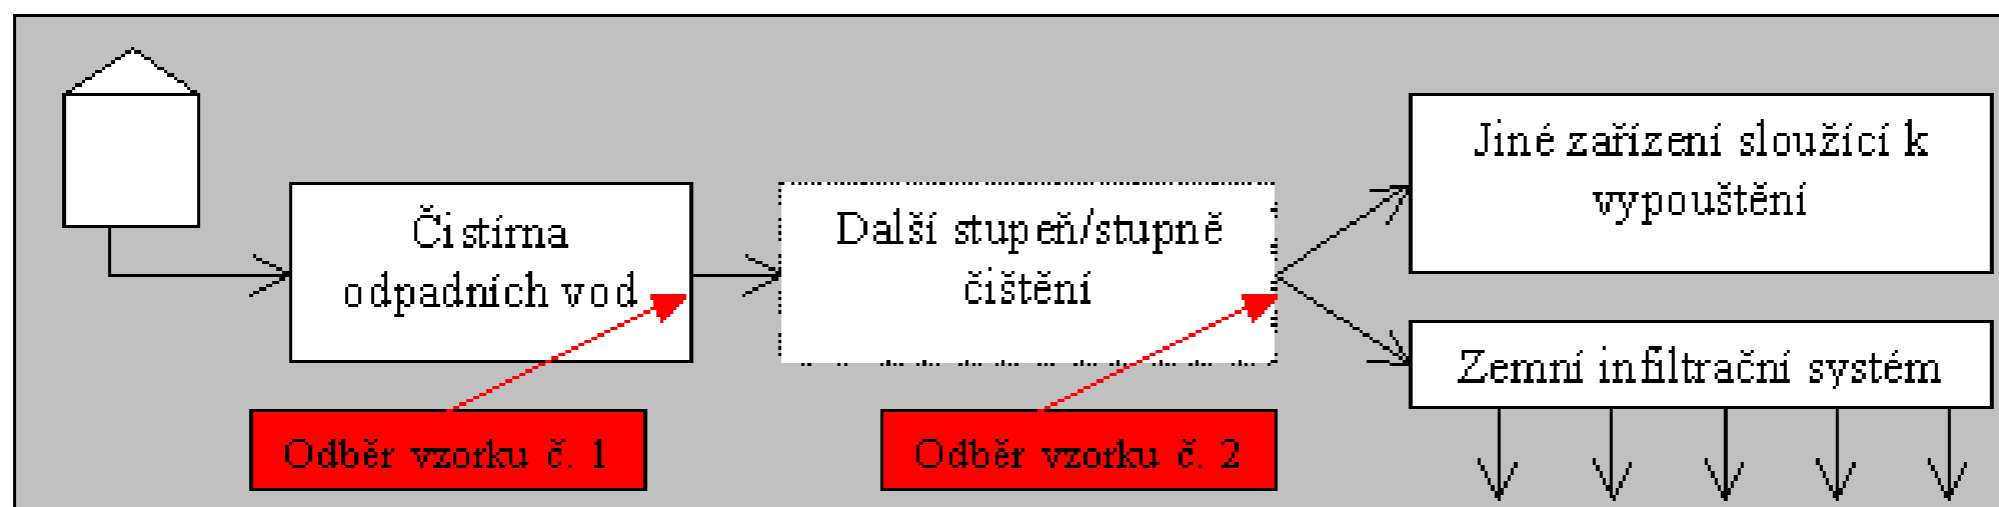 Čistírna
odpadních vod
Další stupeň/stupně
čištění
Jiné zařízení sloužící k
vypouštění
Zemní infiltrační systém
Odběr vzorku č. 1
Odběr vzorku č. 2